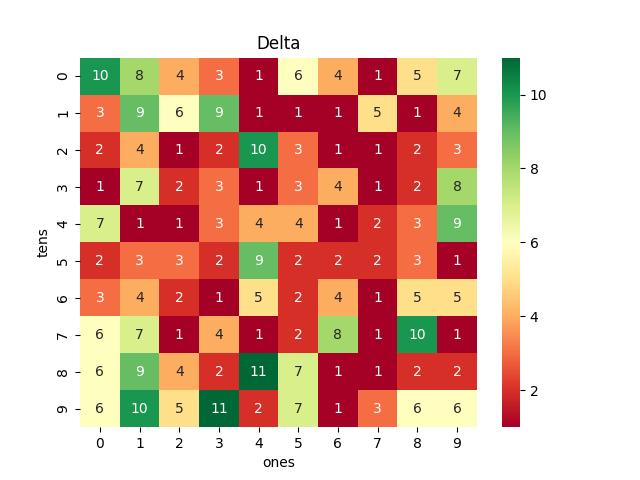 Delta
0 10 8 4 3 1 6 4 1 5 7
1 3 9 6 9 1 1 1 5 1 4
2 2 4 1 2 10 3 1 1 2 3
3 1 7 2 3 1 3 4 1 2 8
4 7 1 1 3 4 4 1 2 3 9
5 2 3 3 2 9 2 2 2 3 1
6 3 4 2 1 5 2 4 1 5 5
7 6 7 1 4 1 2 8 1 10 1
8 6 9 4 2 11 7 1 1 2 2
9 6 10 5 11 2 7 1 3 6 6
0 1 2 3 4 5 6 7 8 9
tens
ones
10
8
6
4
2